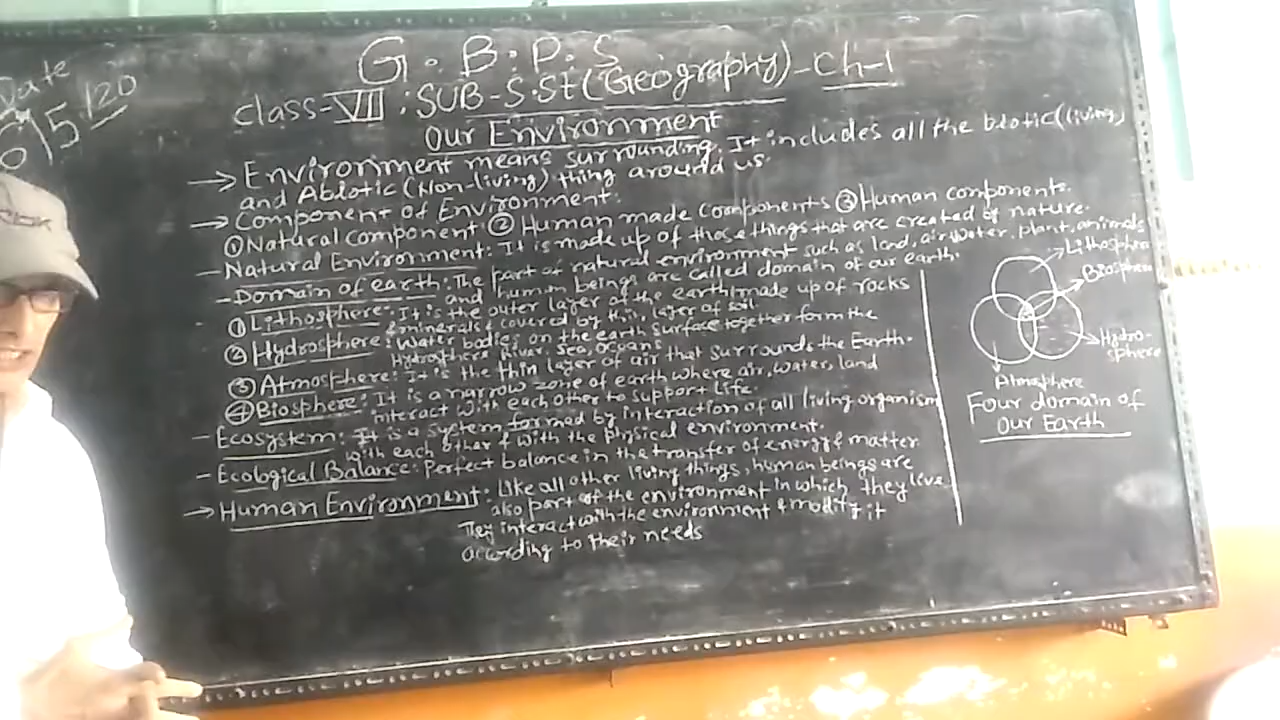 Date
6/5/20
G. B. P. S
Class-VII : SUB-S.St (Geography)-Ch-1
Our Environment
→ Environment means surrounding. It includes all the biotic (living)
and Abiotic (Non-living) thing around us.
→ Component of Environment:
① Natural Component ② Human made components ③ Human components.
- Natural Environment: It is made up of those things that are created by nature.
- Domain of earth: The part of natural environment such as land, air, water, plant, animals
and human beings are called domain of our earth.
① Lithosphere: It is the outer layer of the earth made up of rocks
& minerals & covered by thin layer of soil.
② Hydrosphere: Water bodies on the earth surface together form the
Hydrosphere River, Sea, Oceans
③ Atmosphere: It is the thin layer of air that surrounds the Earth.
④ Biosphere: It is a narrow zone of earth where air, water, land
interact with each other to support life.
- Ecosystem: It is a system formed by interaction of all living organism
with each other & with the physical environment.
- Ecological Balance: Perfect balance in the transfer of energy & matter
→ Human Environment: Like all other living things, human beings are
also part of the environment in which they live
They interact with the environment & modify it
according to their needs
Lithosphere
Biosphere
Hydro-
sphere
Atmosphere
Four domain of
Our Earth